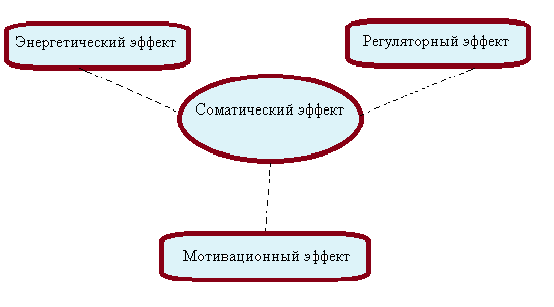 Энергетический эффект
Регуляторный эффект
Соматический эффект
Мотивационный эффект